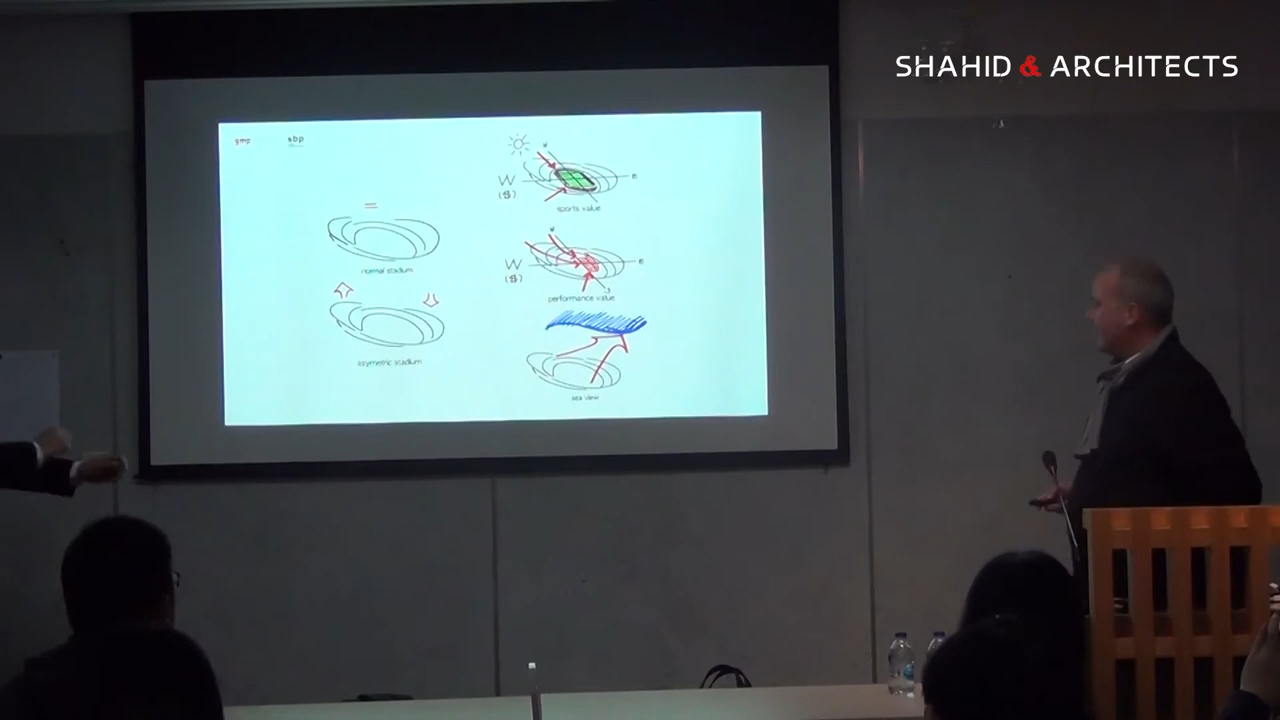 SHAHID & ARCHITECTS
gmp
sbp
normal stadium
asymetric stadium
W
($)
sports value
W
($)
performance value
sea view